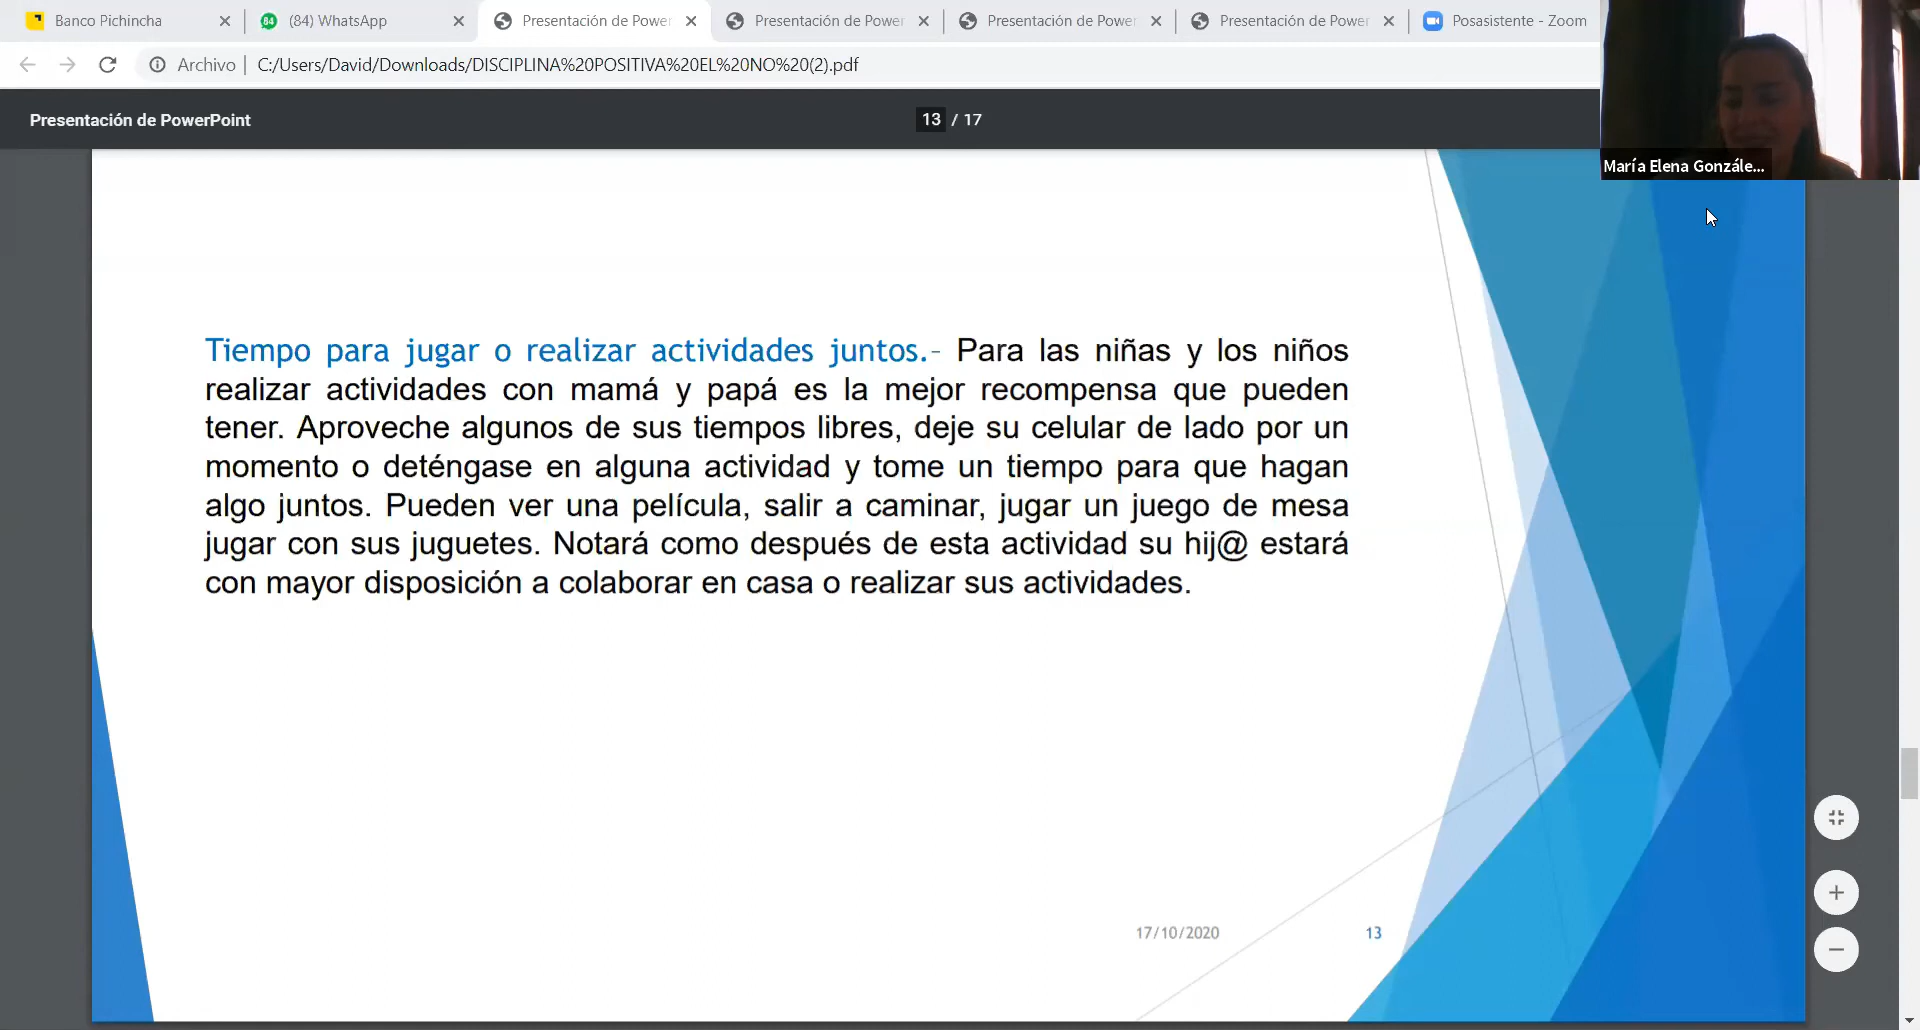 Banco Pichincha
84
(84) WhatsApp
Presentación de Power
Presentación de Power
Presentación de Power
Presentación de Power
Posasistente - Zoom
Archivo
C:/Users/David/Downloads/DISCIPLINA%20POSITIVA%20EL%20NO%20(2).pdf
Presentación de PowerPoint
13 / 17
María Elena Gonzále...
Tiempo para jugar o realizar actividades juntos.- Para las niñas y los niños
realizar actividades con mamá y papá es la mejor recompensa que pueden
tener. Aproveche algunos de sus tiempos libres, deje su celular de lado por un
momento o deténgase en alguna actividad y tome un tiempo para que hagan
algo juntos. Pueden ver una película, salir a caminar, jugar un juego de mesa
jugar con sus juguetes. Notará como después de esta actividad su hij@ estará
con mayor disposición a colaborar en casa o realizar sus actividades.
17/10/2020
13